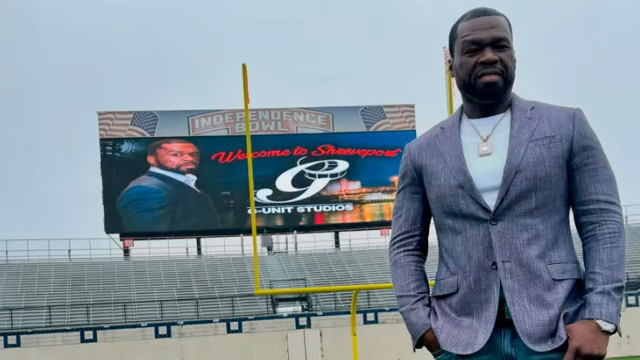 INDEPENDENCE
BOWL
Welcome to Shreveport
G
G-UNIT STUDIOS